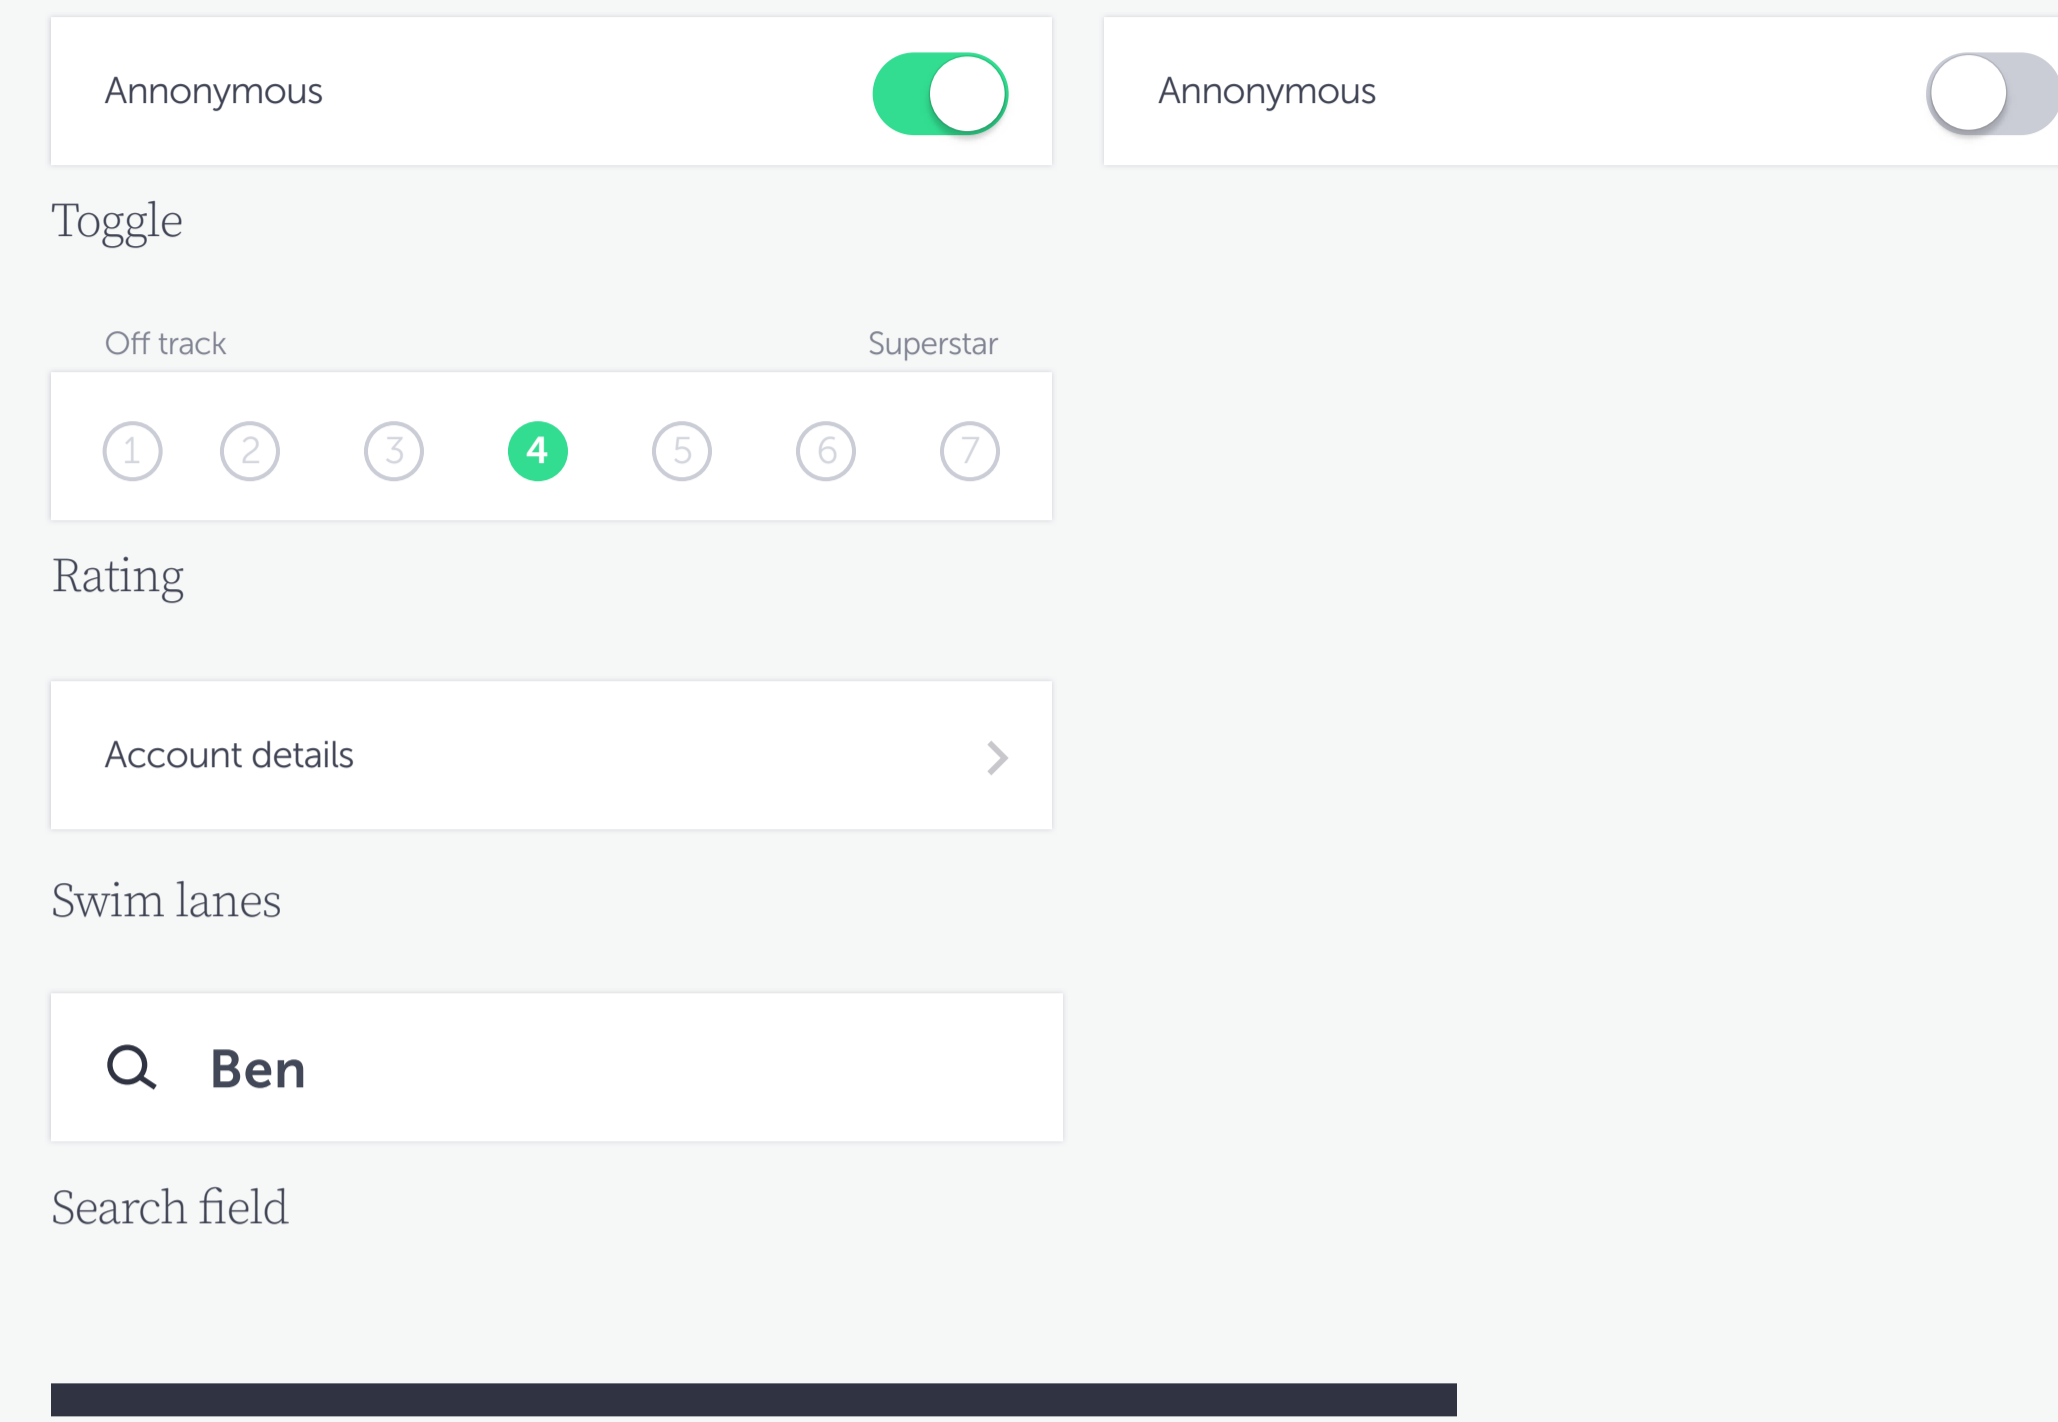 Annonymous
Annonymous
Toggle
Off track
Superstar
1 2 3 4 5 6 7
Rating
Account details
Swim lanes
Ben
Search field